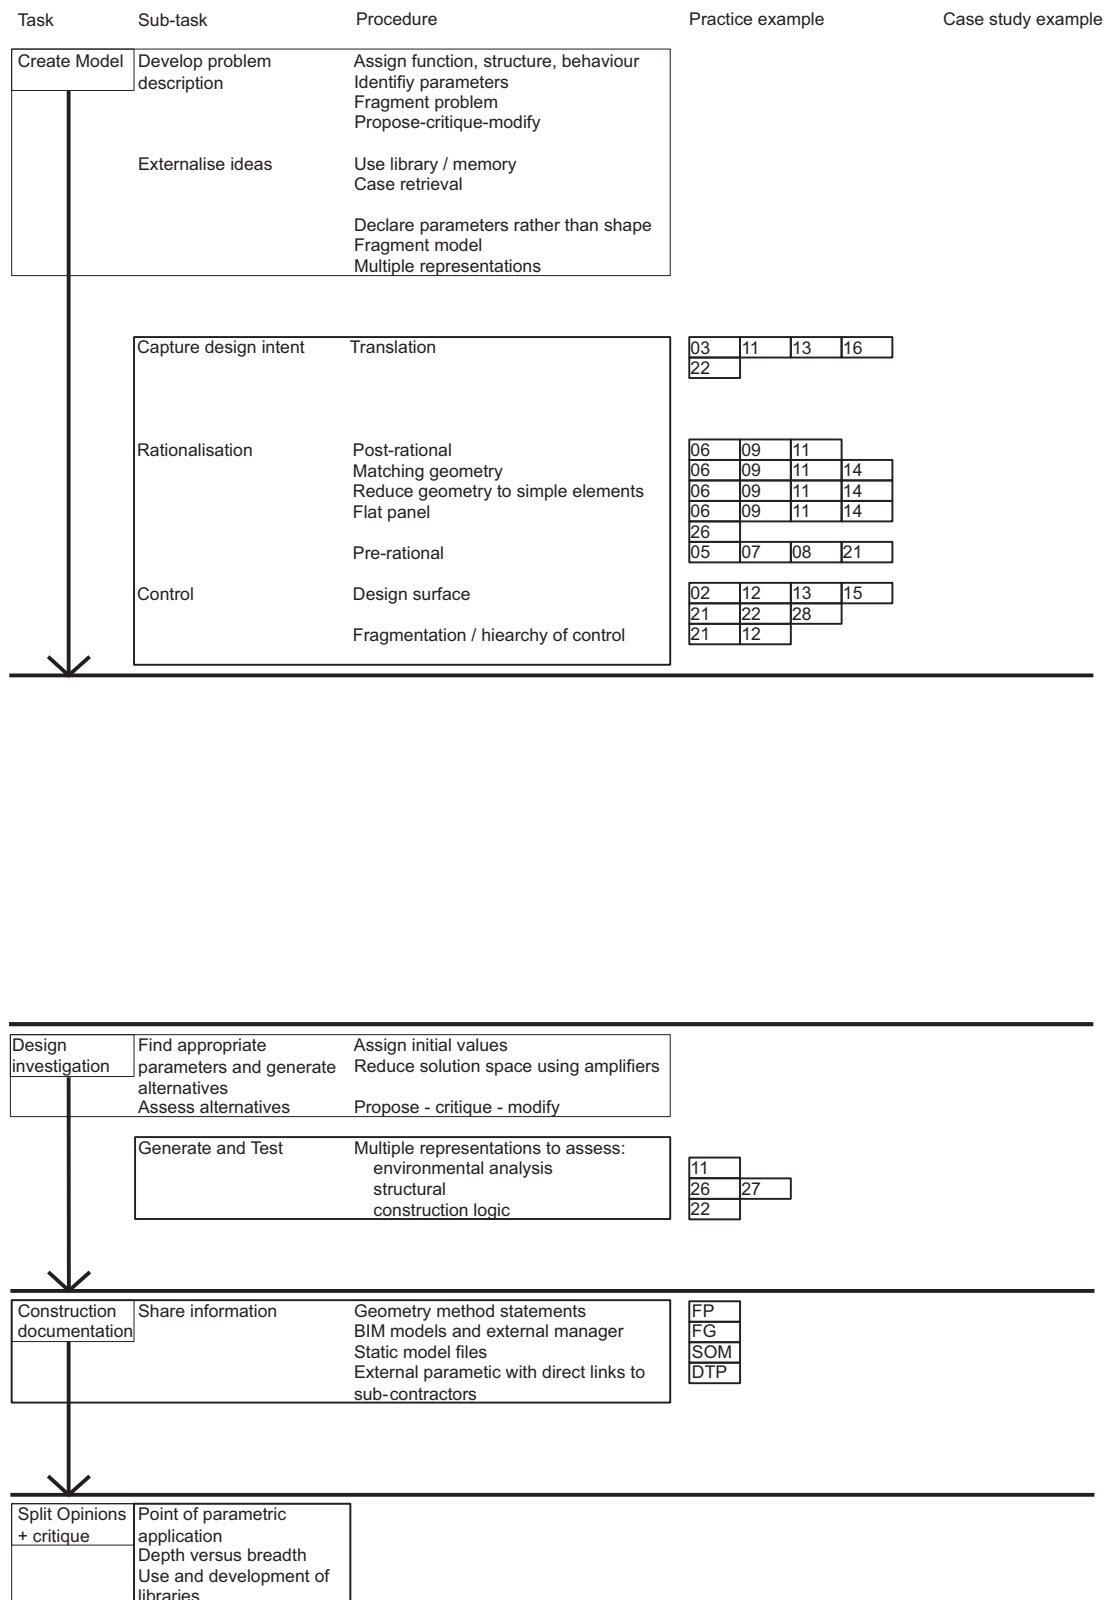 Task Sub-task Procedure Practice example Case study example
Create Model Develop problem Assign function, structure, behaviour
description Identifiy parameters
Fragment problem
Propose-critique-modify
Externalise ideas Use library / memory
Case retrieval
Declare parameters rather than shape
Fragment model
Multiple representations
Capture design intent Translation 03 11 13 16
22
Rationalisation Post-rational 06 09 11
Matching geometry 06 09 11 14
Reduce geometry to simple elements 06 09 11 14
Flat panel 06 09 11 14
26
Pre-rational 05 07 08 21
Control Design surface 02 12 13 15
21 22 28
Fragmentation / hiearchy of control 21 12
Design Find appropriate Assign initial values
investigation parameters and generate Reduce solution space using amplifiers
alternatives
Assess alternatives Propose - critique - modify
Generate and Test Multiple representations to assess:
environmental analysis 11
structural 26 27
construction logic 22
Construction Share information Geometry method statements FP
documentation BIM models and external manager FG
Static model files SOM
External parametic with direct links to DTP
sub-contractors
Split Opinions Point of parametric
+ critique application
Depth versus breadth
Use and development of
libraries